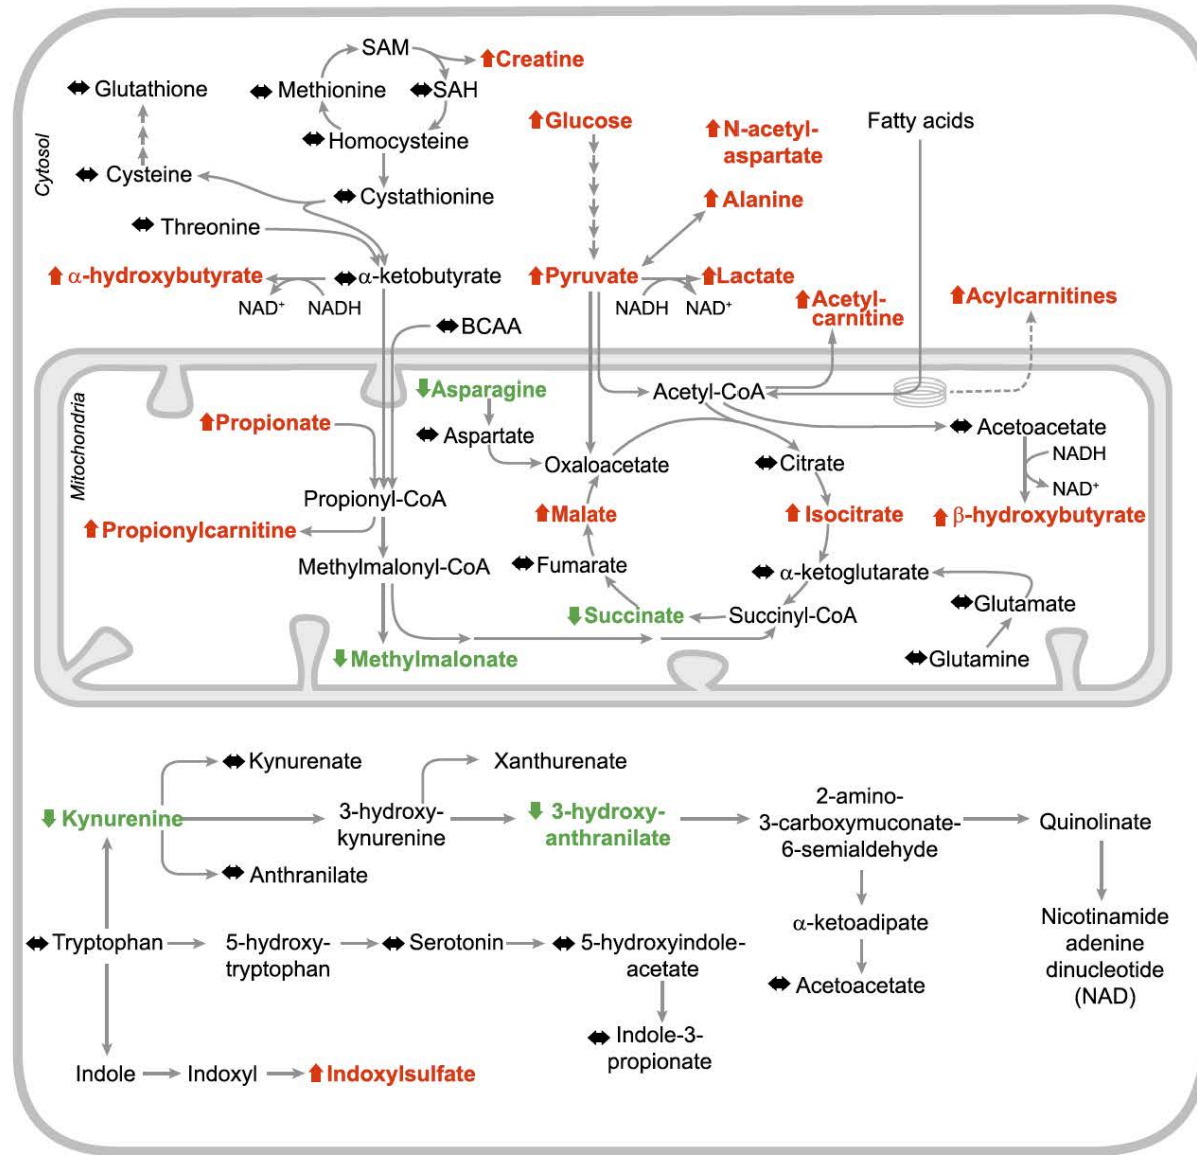 SAM
Creatine
Glutathione
Methionine
SAH
Homocysteine
Cytosol
Cysteine
Cystathionine
Threonine
α-hydroxybutyrate
α-ketobutyrate
NAD⁺
NADH
BCAA
Glucose
N-acetyl-
aspartate
Alanine
Fatty acids
Pyruvate
Lactate
NADH
NAD⁺
Acetyl-
carnitine
Acylcarnitines
Mitochondria
Asparagine
Acetyl-CoA
Propionate
Aspartate
Oxaloacetate
Citrate
Acetoacetate
NADH
NAD⁺
Propionyl-CoA
Propionylcarnitine
Malate
Isocitrate
β-hydroxybutyrate
Methylmalonyl-CoA
Fumarate
α-ketoglutarate
Succinate
Succinyl-CoA
Glutamate
Methylmalonate
Glutamine
Kynurenate
Xanthurenate
Kynurenine
3-hydroxy-
kynurenine
3-hydroxy-
anthranilate
2-amino-
3-carboxymuconate-
6-semialdehyde
Quinolinate
Anthranilate
α-ketoadipate
Nicotinamide
adenine
dinucleotide
(NAD)
Tryptophan
5-hydroxy-
tryptophan
Serotonin
5-hydroxyindole-
acetate
Acetoacetate
Indole-3-
propionate
Indole
Indoxyl
Indoxylsulfate